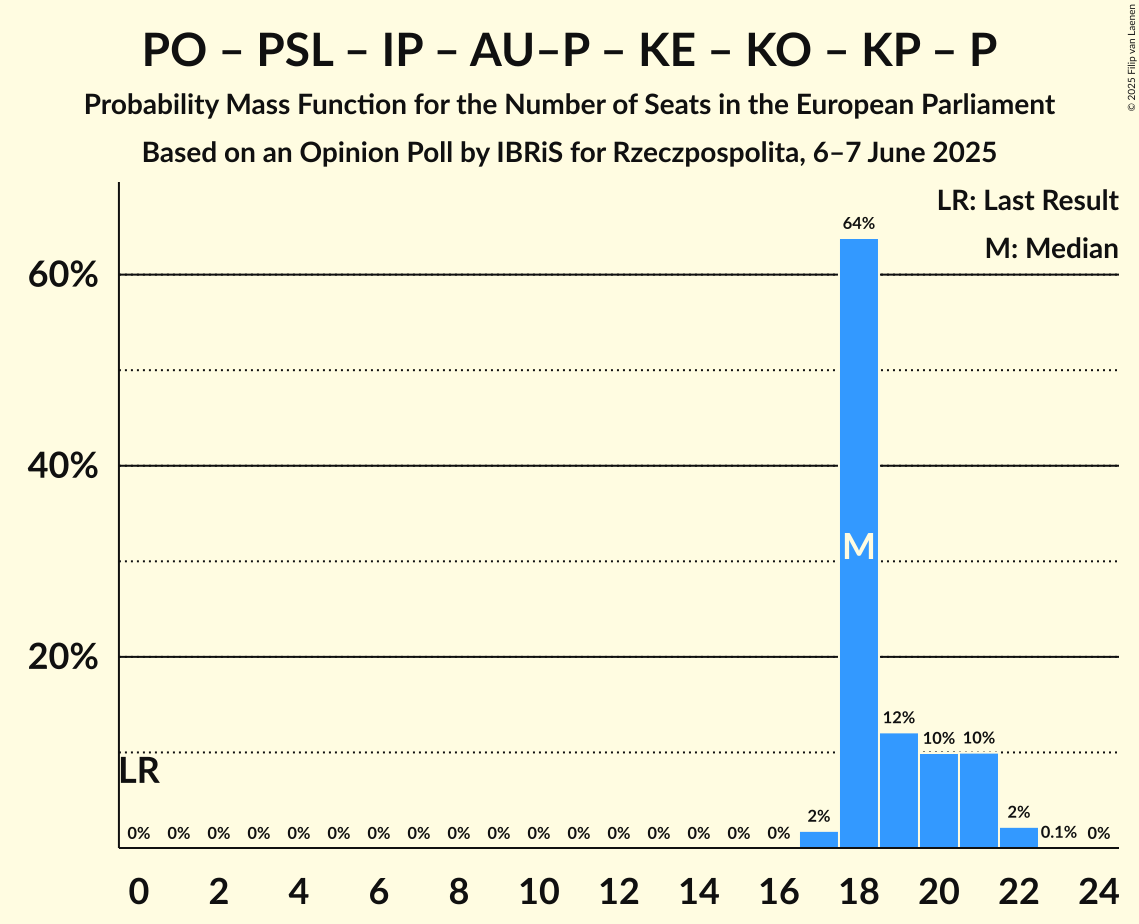 PO – PSL – IP – AU–P – KE – KO – KP – P
Probability Mass Function for the Number of Seats in the European Parliament
Based on an Opinion Poll by IBRiS for Rzeczpospolita, 6–7 June 2025
© 2025 Filip van Laenen
LR: Last Result
M: Median
64%
60%
40%
M
20%
12%
10% 10%
LR
0% 0% 0% 0% 0% 0% 0% 0% 0% 0% 0% 0% 0% 0% 0% 0% 0% 2% 2% 0.1% 0%
0 2 4 6 8 10 12 14 16 18 20 22 24